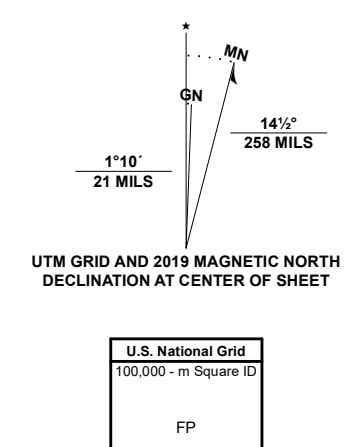 ★
MN
GN
14½°
258 MILS
1°10´
21 MILS
UTM GRID AND 2019 MAGNETIC NORTH
DECLINATION AT CENTER OF SHEET
U.S. National Grid
100,000 - m Square ID
FP